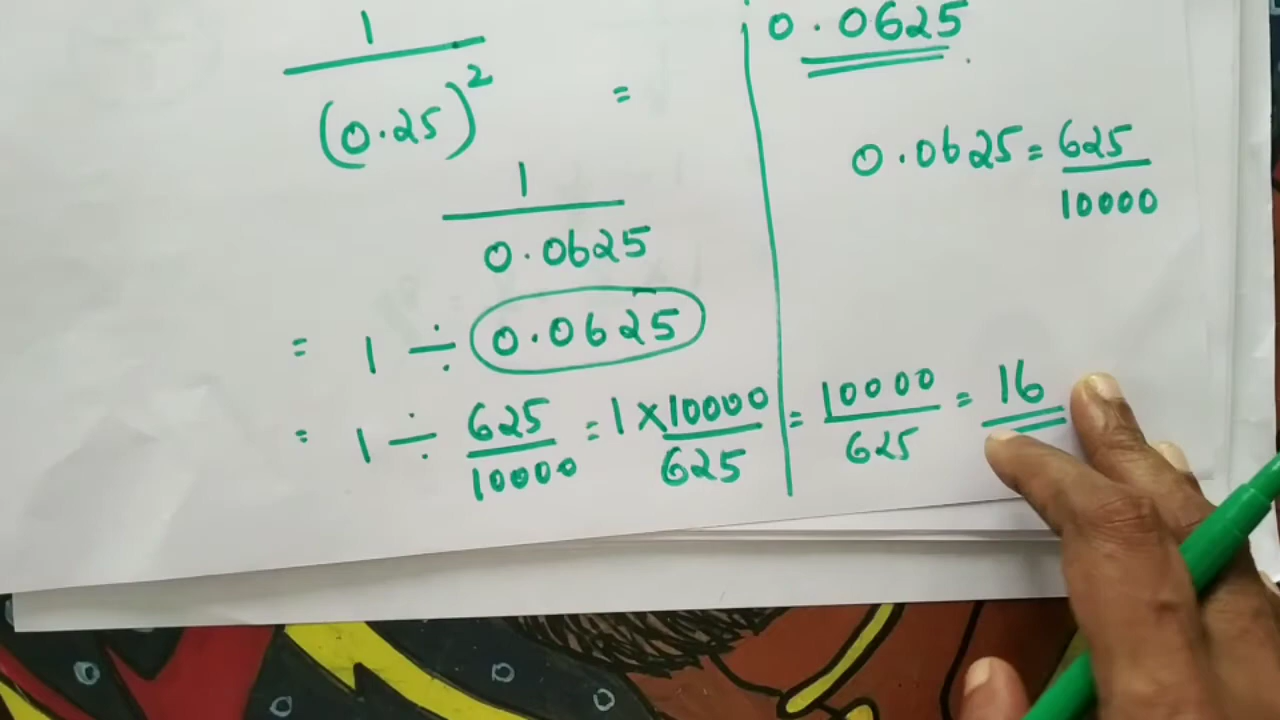 1
(0.25)² =
1
0.0625
= 1 ÷ 0.0625
= 1 ÷ 625/10000 = 1 × 10000/625 = 10000/625 = 16
0.0625
0.0625 = 625/10000